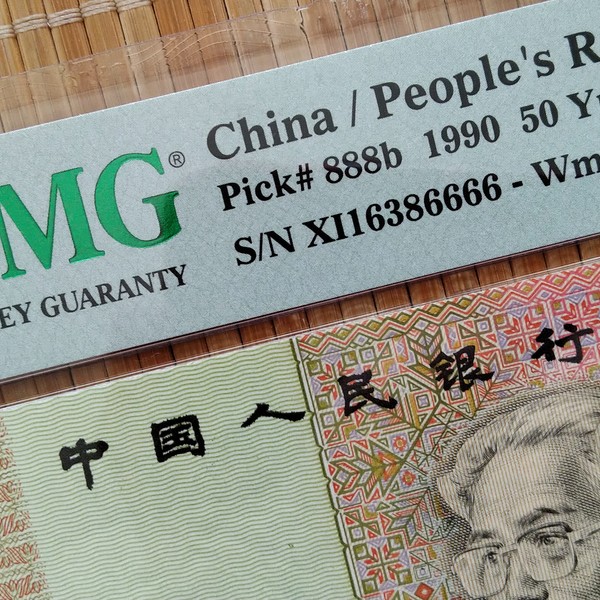 MG®
EY GUARANTY
China / People's R
Pick# 888b 1990 50 Y
S/N XI16386666 - Wm
中国人民银行